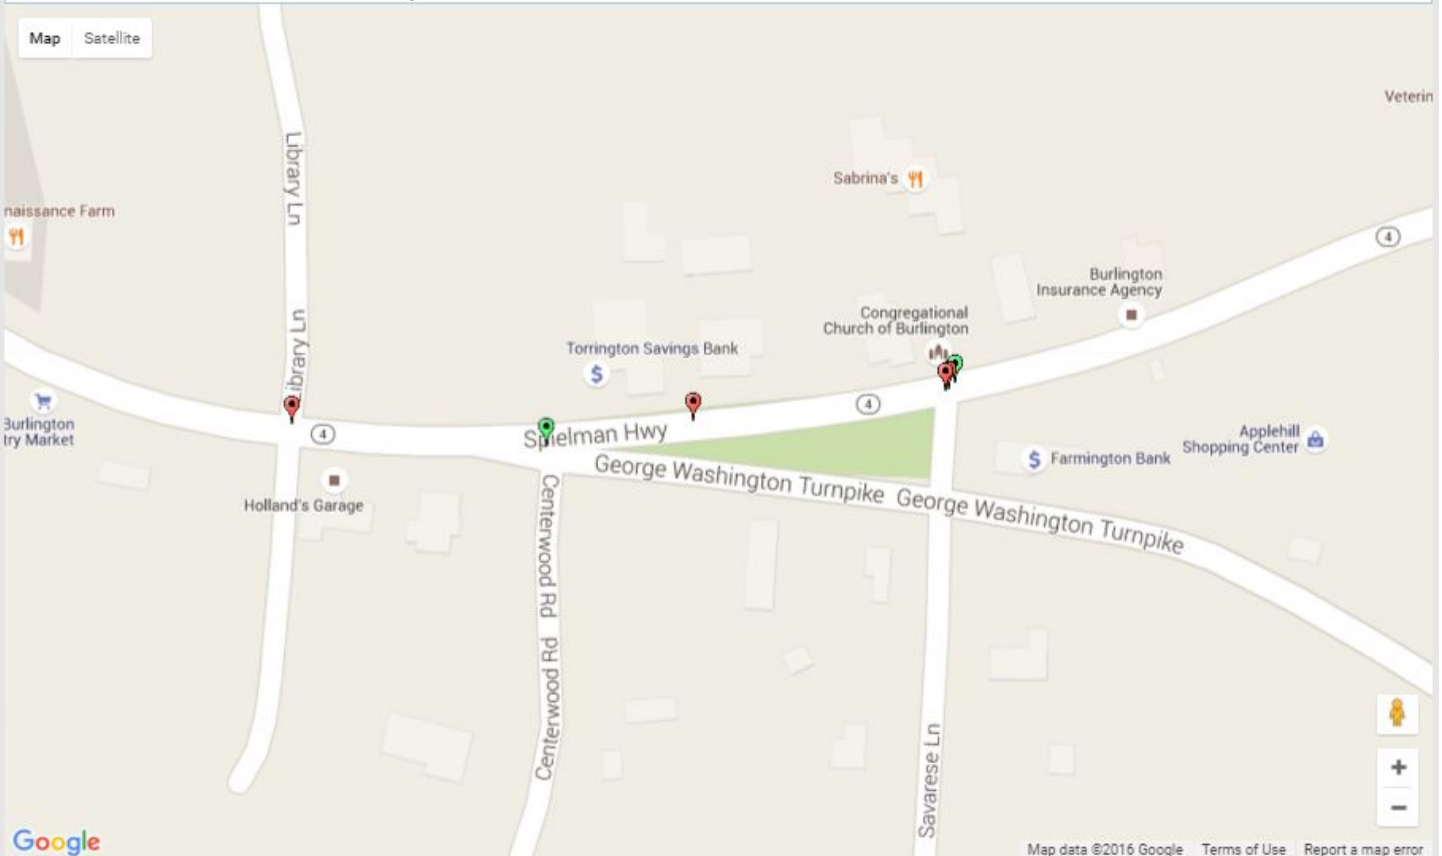 Map Satellite
Veterin
Library Ln
Sabrina's
naissance Farm
4
Burlington
Insurance Agency
Congregational
Church of Burlington
Library Ln
Torrington Savings Bank
$
4
Burlington
try Market
4
Spielman Hwy
Applehill
Shopping Center
$ Farmington Bank
George Washington Turnpike
George Washington Turnpike
Holland's Garage
Centerwood Rd
Centerwood Rd
Savarese Ln
+
−
Google
Map data ©2016 Google Terms of Use Report a map error